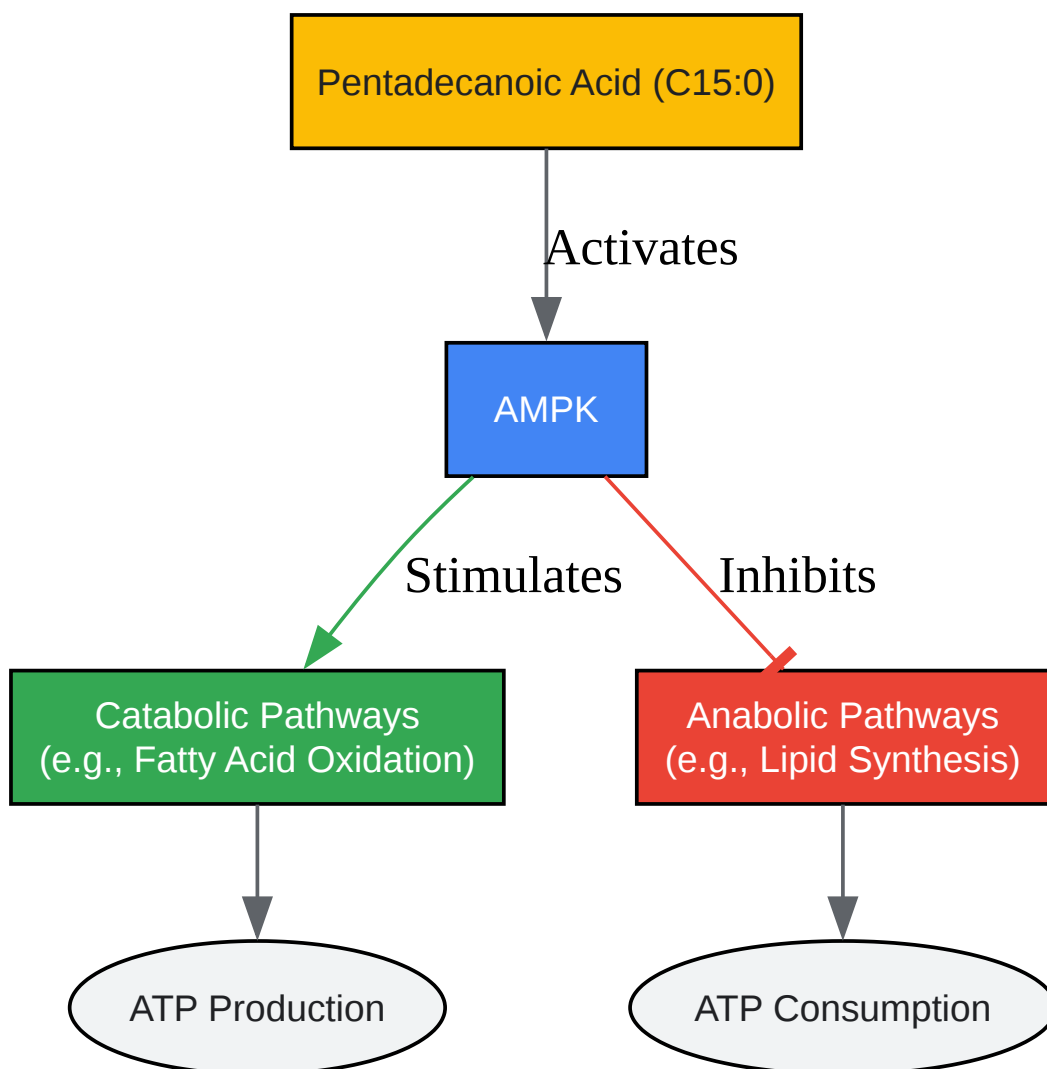 Pentadecanoic Acid (C15:0)
Activates
AMPK
Stimulates
Inhibits
Catabolic Pathways
(e.g., Fatty Acid Oxidation)
Anabolic Pathways
(e.g., Lipid Synthesis)
ATP Production
ATP Consumption